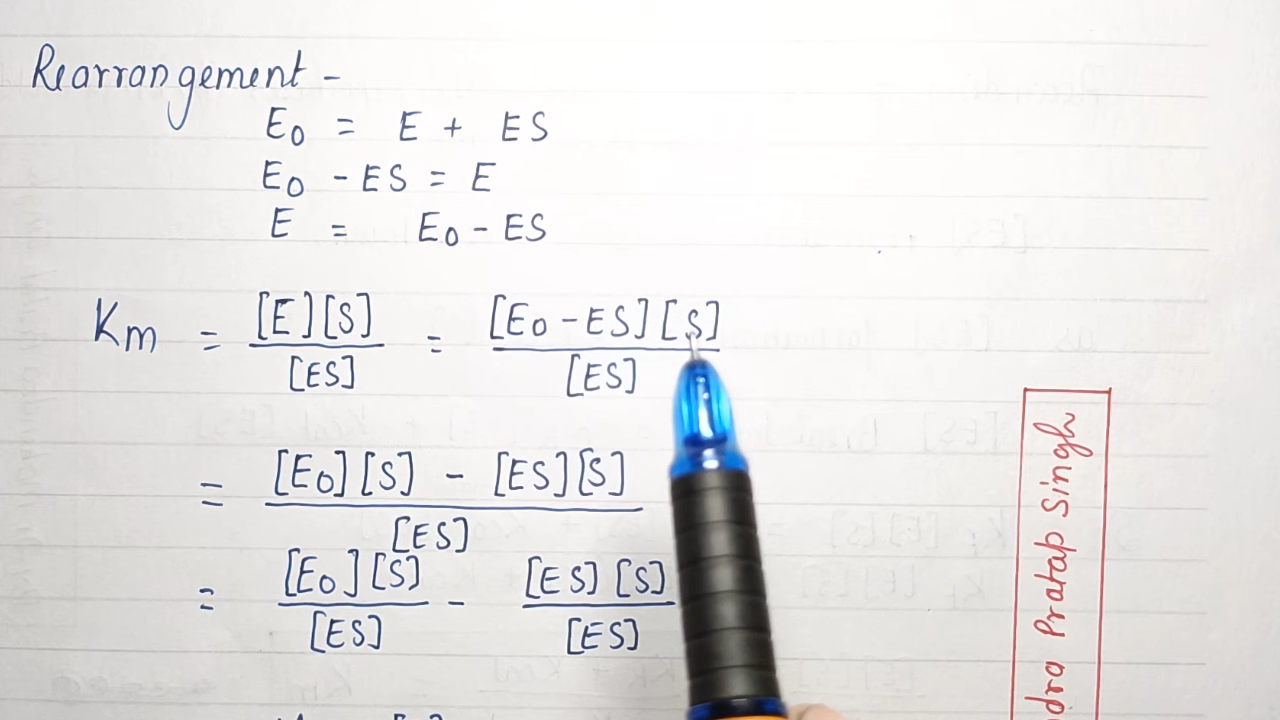 Rearrangement -
E₀ = E + ES
E₀ - ES = E
E = E₀ - ES
Km = [E][S] / [ES] = [E₀ - ES][S] / [ES]
= [E₀][S] - [ES][S] / [ES]
= [E₀][S] / [ES] - [ES][S] / [ES]
Pratap Singh